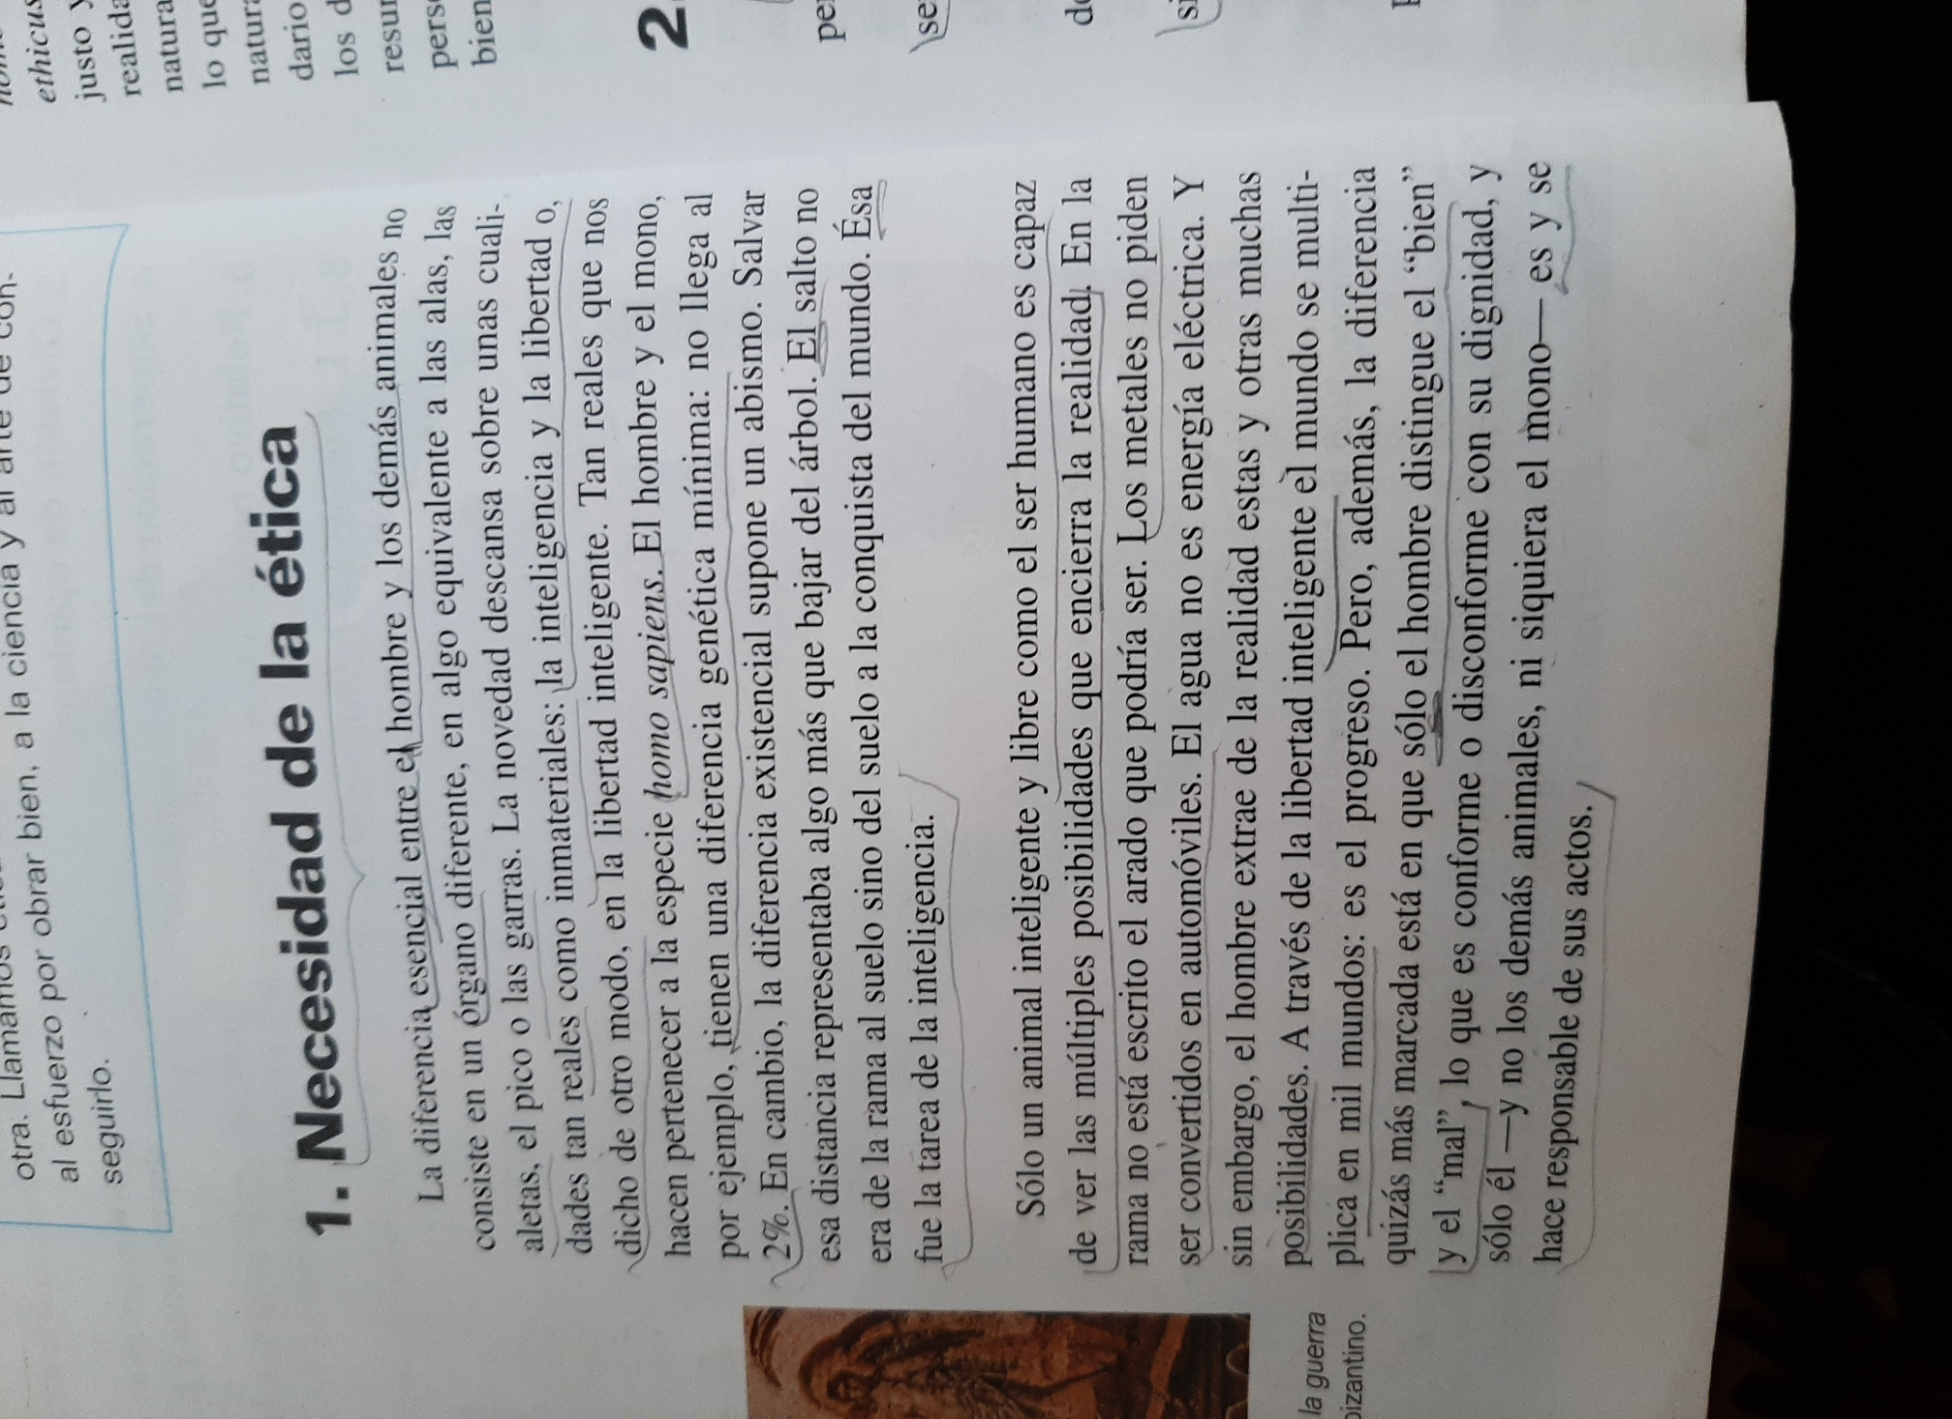 otra. Llamamos
al esfuerzo por obrar bien, a la ciencia y al arte de con-
seguirlo.
1. Necesidad de la ética
La diferencia esencial entre el hombre y los demás animales no
consiste en un órgano diferente, en algo equivalente a las alas, las
aletas, el pico o las garras. La novedad descansa sobre unas cuali-
dades tan reales como inmateriales: la inteligencia y la libertad o,
dicho de otro modo, en la libertad inteligente. Tan reales que nos
hacen pertenecer a la especie homo sapiens. El hombre y el mono,
por ejemplo, tienen una diferencia genética mínima: no llega al
2%. En cambio, la diferencia existencial supone un abismo. Salvar
esa distancia representaba algo más que bajar del árbol. El salto no
era de la rama al suelo sino del suelo a la conquista del mundo. Ésa
fue la tarea de la inteligencia.
Sólo un animal inteligente y libre como el ser humano es capaz
de ver las múltiples posibilidades que encierra la realidad. En la
rama no está escrito el arado que podría ser. Los metales no piden
ser convertidos en automóviles. El agua no es energía eléctrica. Y
sin embargo, el hombre extrae de la realidad estas y otras muchas
posibilidades. A través de la libertad inteligente el mundo se multi-
plica en mil mundos: es el progreso. Pero, además, la diferencia
quizás más marcada está en que sólo el hombre distingue el “bien”
y el “mal”, lo que es conforme o disconforme con su dignidad, y
sólo él —y no los demás animales, ni siquiera el mono— es y se
hace responsable de sus actos.
la guerra
bizantino.
ethicus
justo y
realida
natura
lo que
natura
dario
los d
resur
pers
bien
2.
per
se
de
si